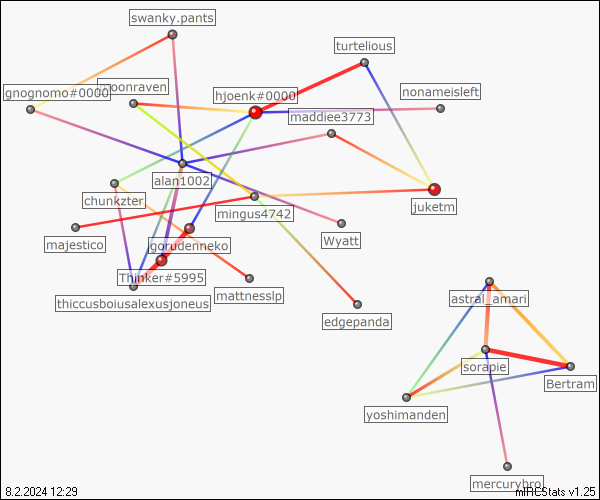 swanky.pants
turtelious
gnognomo#0000
moonraven
hjoenk#0000
nonameisleft
maddiee3773
alan1002
chunkzter
mingus4742
juketm
majestico
gorudenneko
Wyatt
Thinker#5995
thiccusboiusalexusjoneus
mattnesslp
edgepanda
astral_amari
sorapie
Bertram
yoshimanden
mercurybro
8.2.2024 12:29
mIRCStats v1.25